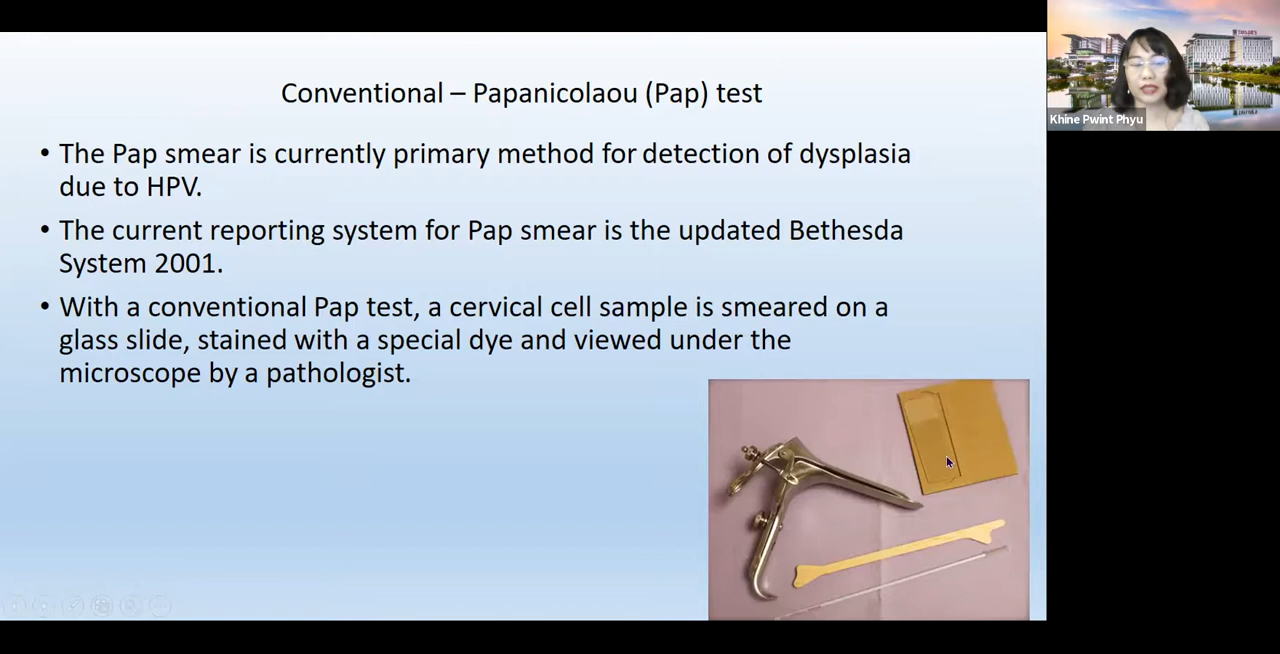 Conventional – Papanicolaou (Pap) test
• The Pap smear is currently primary method for detection of dysplasia
due to HPV.
• The current reporting system for Pap smear is the updated Bethesda
System 2001.
• With a conventional Pap test, a cervical cell sample is smeared on a
glass slide, stained with a special dye and viewed under the
microscope by a pathologist.
Khine Pwint Phyu